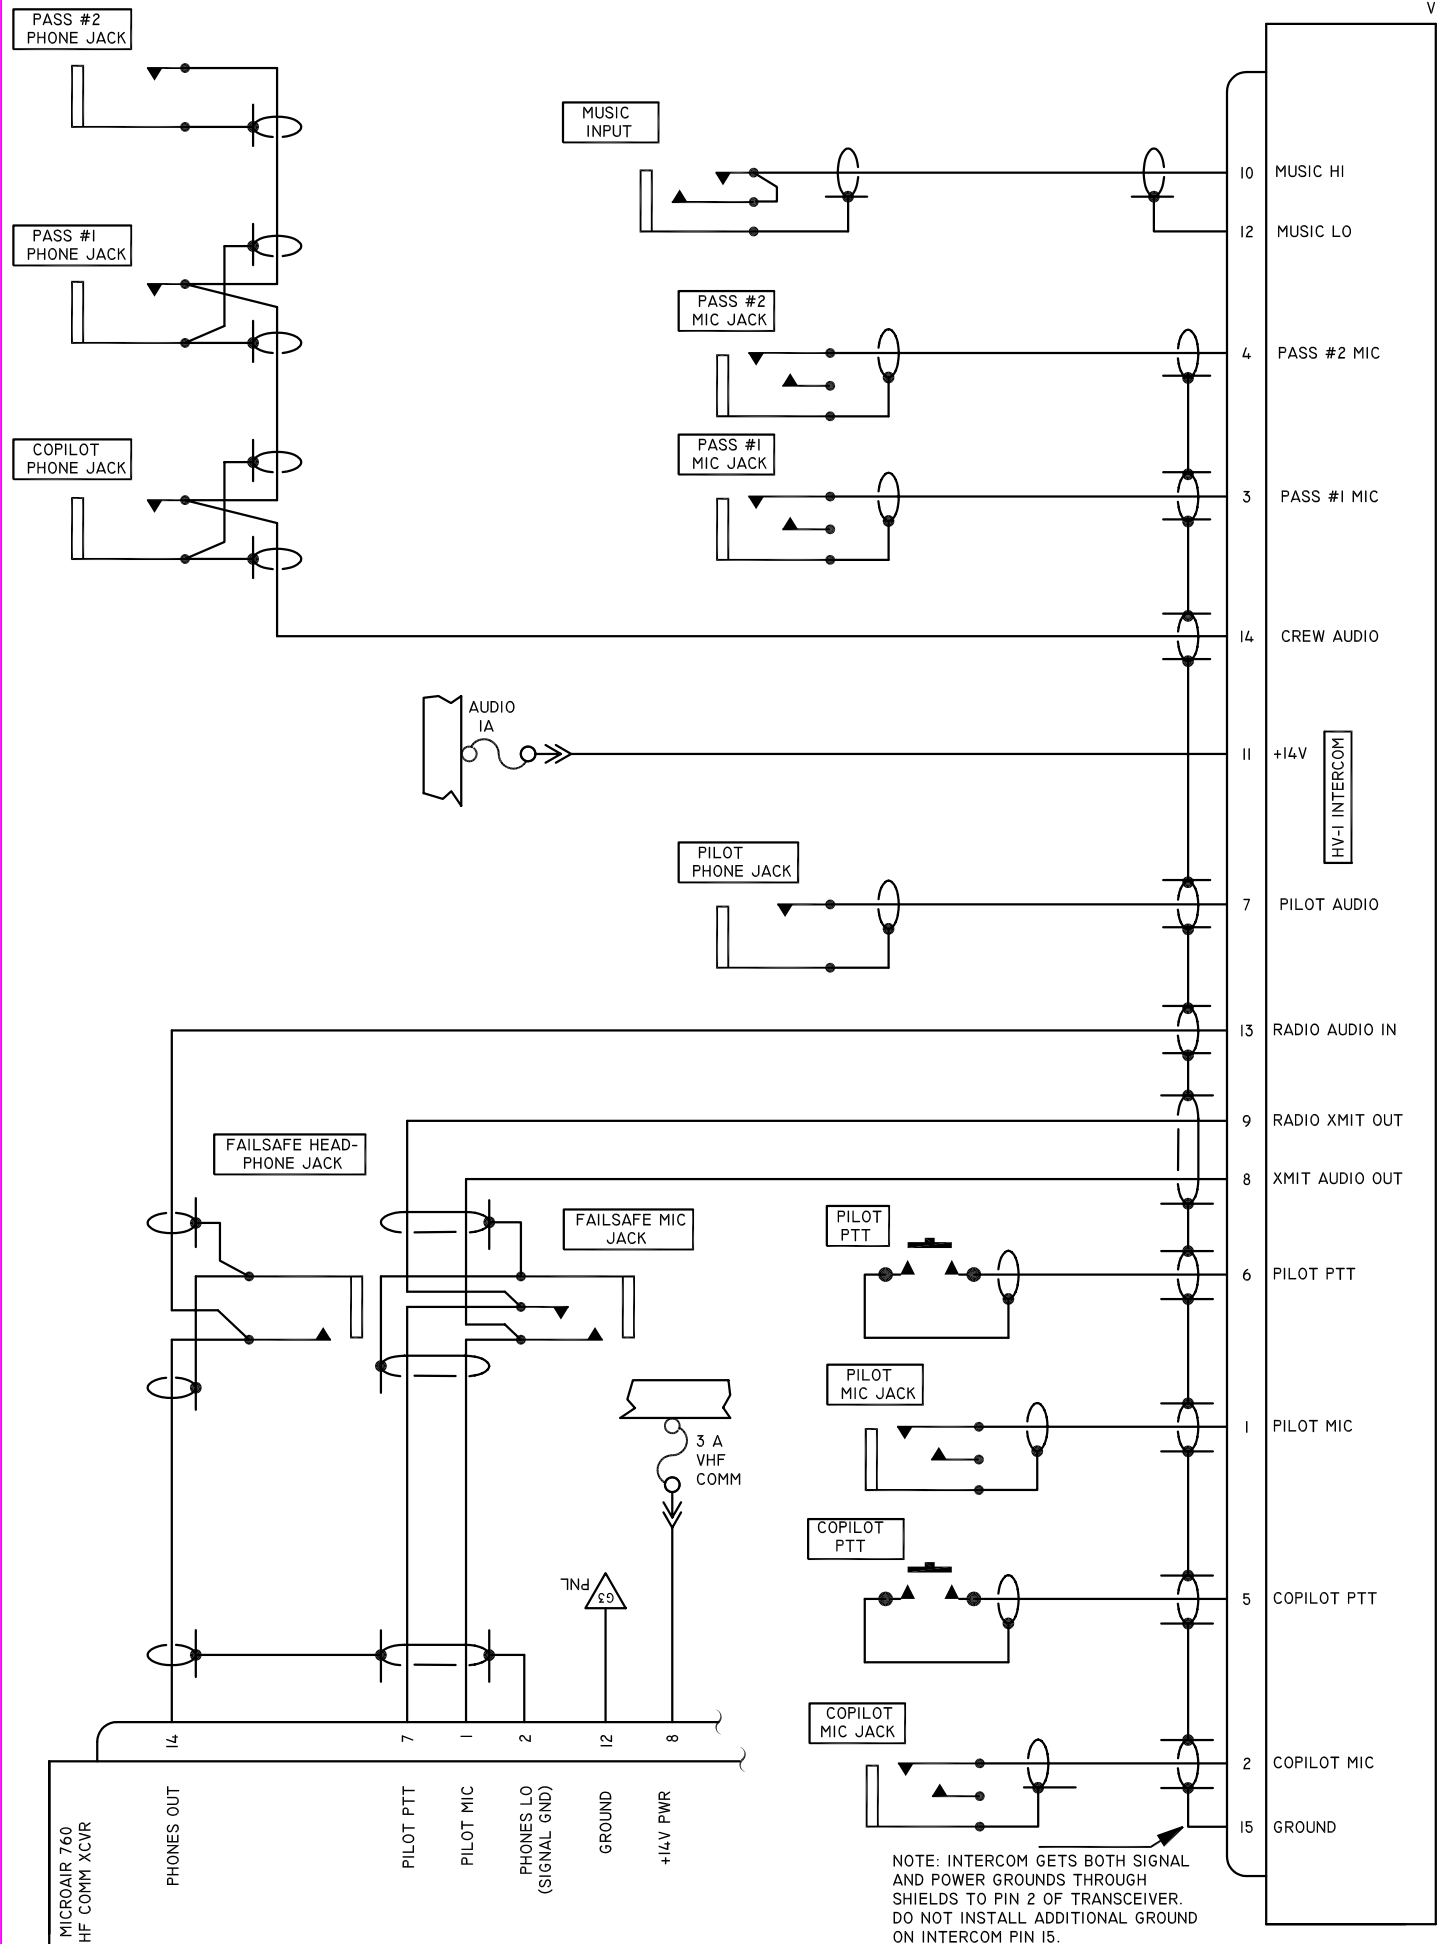 V
PASS #2
PHONE JACK
MUSIC
INPUT
10 MUSIC HI
12 MUSIC LO
PASS #1
PHONE JACK
PASS #2
MIC JACK
4 PASS #2 MIC
COPILOT
PHONE JACK
PASS #1
MIC JACK
3 PASS #1 MIC
14 CREW AUDIO
AUDIO
1A
11 +14V
HV-1 INTERCOM
PILOT
PHONE JACK
7 PILOT AUDIO
13 RADIO AUDIO IN
9 RADIO XMIT OUT
FAILSAFE HEAD-
PHONE JACK
8 XMIT AUDIO OUT
FAILSAFE MIC
JACK
PILOT
PTT
6 PILOT PTT
PILOT
MIC JACK
1 PILOT MIC
3 A
VHF
COMM
COPILOT
PTT
5 COPILOT PTT
PNL
G3
COPILOT
MIC JACK
2 COPILOT MIC
15 GROUND
14 PHONES OUT
7 PILOT PTT
1 PILOT MIC
2 PHONES LO
(SIGNAL GND)
12 GROUND
8 +14V PWR
MICROAIR 760
HF COMM XCVR
NOTE: INTERCOM GETS BOTH SIGNAL
AND POWER GROUNDS THROUGH
SHIELDS TO PIN 2 OF TRANSCEIVER.
DO NOT INSTALL ADDITIONAL GROUND
ON INTERCOM PIN 15.